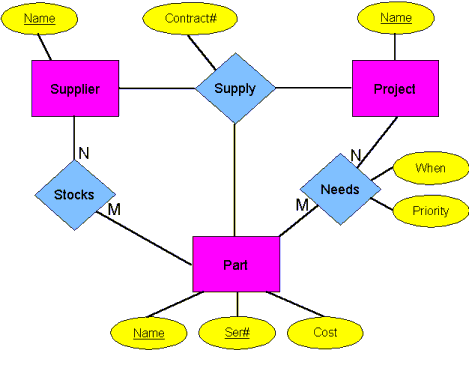 Name
Contract#
Name
Supplier
Supply
Project
N
N
When
Stocks
M
M
Needs
Priority
Part
Name
Ser#
Cost